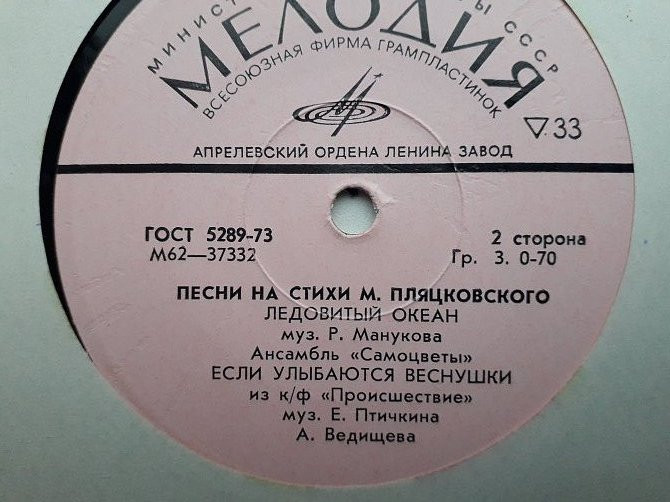 МИНИСТ
Ы СССР
МЕЛОДИЯ
ВСЕСОЮЗНАЯ ФИРМА ГРАМПЛАСТИНОК
33
АПРЕЛЕВСКИЙ ОРДЕНА ЛЕНИНА ЗАВОД
ГОСТ 5289-73
2 сторона
М62—37332
Гр. 3. 0-70
ПЕСНИ НА СТИХИ М. ПЛЯЦКОВСКОГО
ЛЕДОВИТЫЙ ОКЕАН
муз. Р. Манукова
Ансамбль «Самоцветы»
ЕСЛИ УЛЫБАЮТСЯ ВЕСНУШКИ
из к/ф «Происшествие»
муз. Е. Птичкина
А. Ведищева